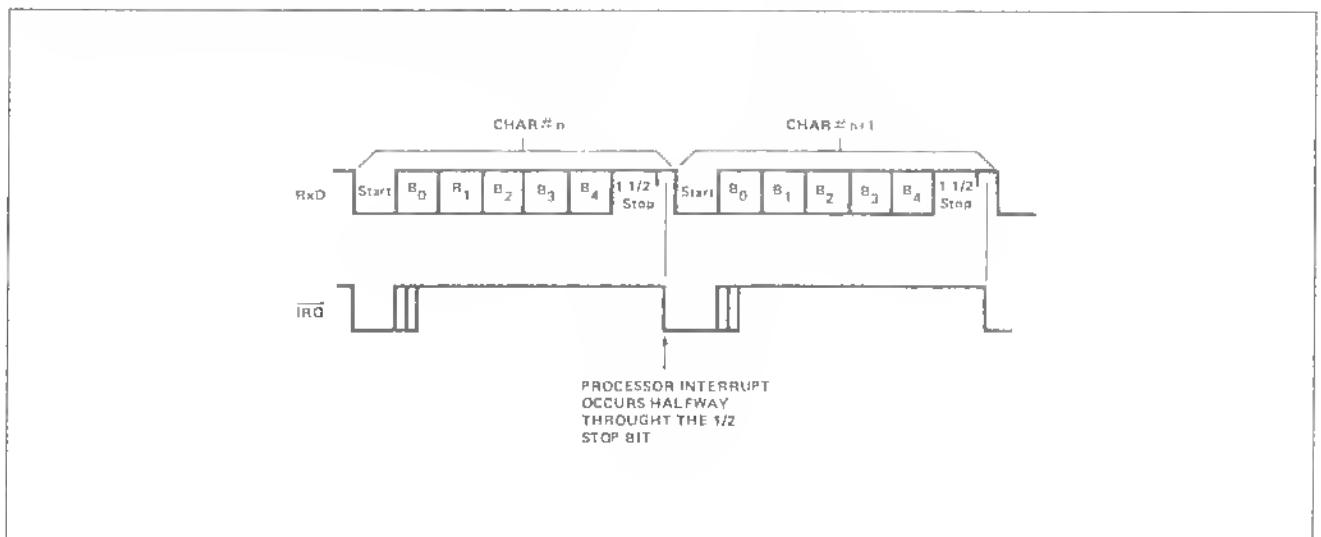 CHAR#n CHAR#n+1
RxD Start B0 B1 B2 B3 B4 1 1/2 Stop Start B0 B1 B2 B3 B4 1 1/2 Stop
IRQ
PROCESSOR INTERRUPT
OCCURS HALFWAY
THROUGHT THE 1/2
STOP BIT